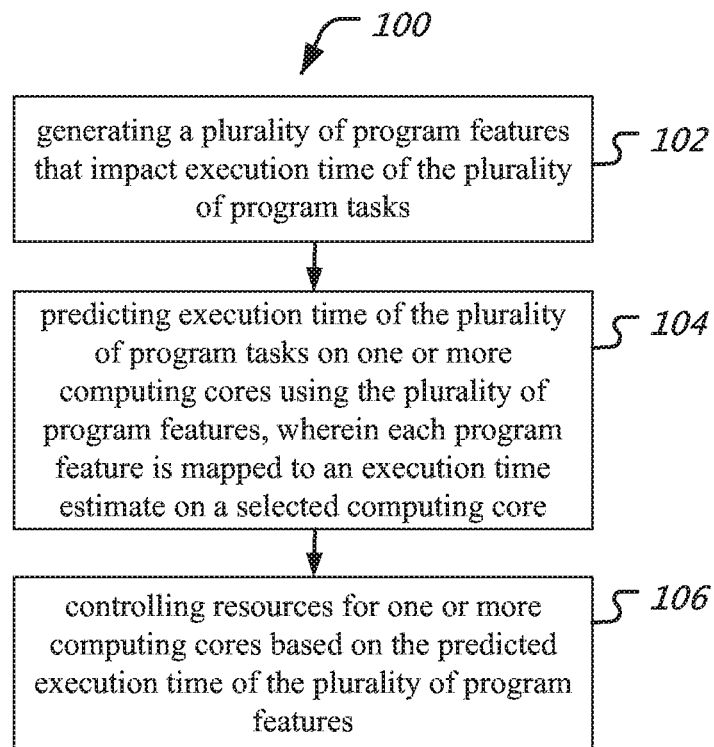 100
generating a plurality of program features
that impact execution time of the plurality
of program tasks
102
predicting execution time of the plurality
of program tasks on one or more
computing cores using the plurality of
program features, wherein each program
feature is mapped to an execution time
estimate on a selected computing core
104
controlling resources for one or more
computing cores based on the predicted
execution time of the plurality of program
features
106